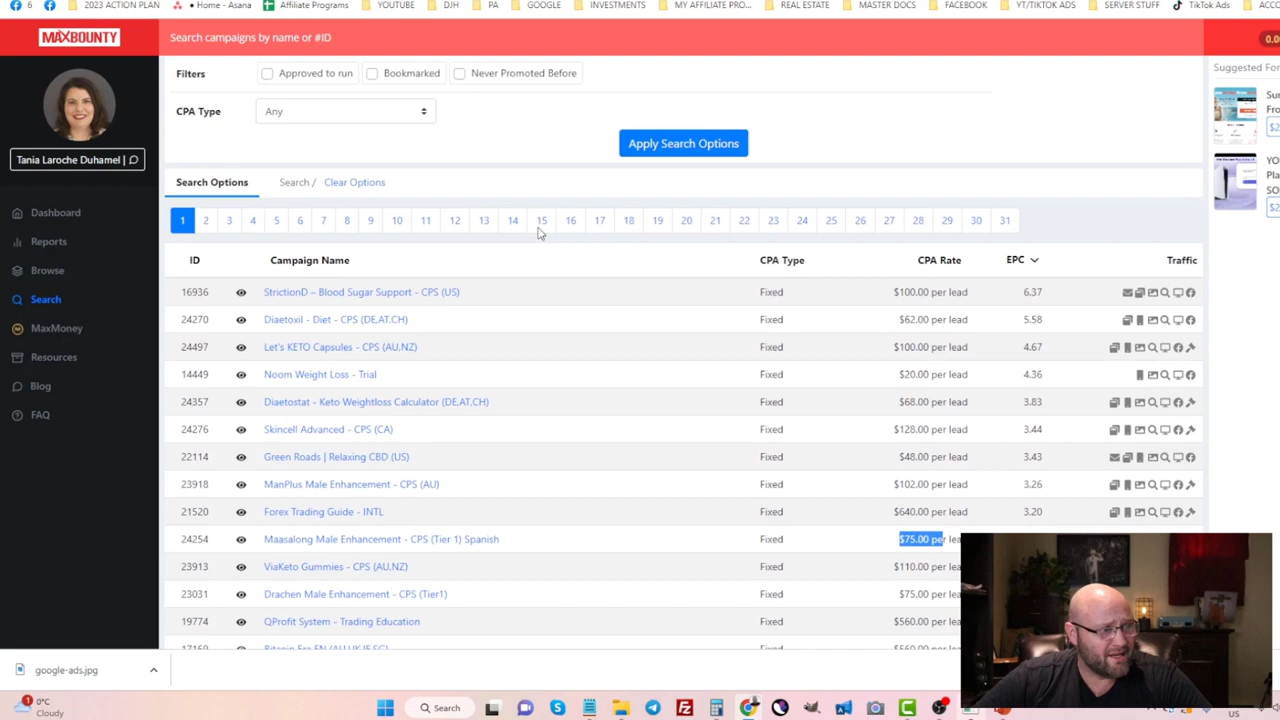 6
2023 ACTION PLAN
Home - Asana
Affiliate Programs
YOUTUBE
DJH
PA
GOOGLE
INVESTMENTS
MY AFFILIATE PRO...
REAL ESTATE
MASTER DOCS
FACEBOOK
YT/TIKTOK ADS
SERVER STUFF
TikTok Ads
ACCO
MAXBOUNTY
Search campaigns by name or #ID
0.0
Filters
Approved to run
Bookmarked
Never Promoted Before
Suggested For
CPA Type
Any
Apply Search Options
Tania Laroche Duhamel |
Search Options
Search /
Clear Options
1 2 3 4 5 6 7 8 9 10 11 12 13 14 15 17 18 19 20 21 22 23 24 25 26 27 28 29 30 31
Dashboard
Reports
Browse
Search
MaxMoney
Resources
Blog
FAQ
ID Campaign Name CPA Type CPA Rate EPC Traffic
16936 StrictionD – Blood Sugar Support - CPS (US) Fixed $100.00 per lead 6.37
24270 Diaetoxil - Diet - CPS (DE,AT,CH) Fixed $62.00 per lead 5.58
24497 Let's KETO Capsules - CPS (AU,NZ) Fixed $100.00 per lead 4.67
14449 Noom Weight Loss - Trial Fixed $20.00 per lead 4.36
24357 Diaetostat - Keto Weightloss Calculator (DE,AT,CH) Fixed $68.00 per lead 3.83
24276 Skincell Advanced - CPS (CA) Fixed $128.00 per lead 3.44
22114 Green Roads | Relaxing CBD (US) Fixed $48.00 per lead 3.43
23918 ManPlus Male Enhancement - CPS (AU) Fixed $102.00 per lead 3.26
21520 Forex Trading Guide - INTL Fixed $640.00 per lead 3.20
24254 Maasalong Male Enhancement - CPS (Tier 1) Spanish Fixed $75.00 per lea
23913 ViaKeto Gummies - CPS (AU,NZ) Fixed $110.00 per lea
23031 Drachen Male Enhancement - CPS (Tier1) Fixed $75.00 per lea
19774 QProfit System - Trading Education Fixed $560.00 per lea
google-ads.jpg
1
0°C
Cloudy
Search
US